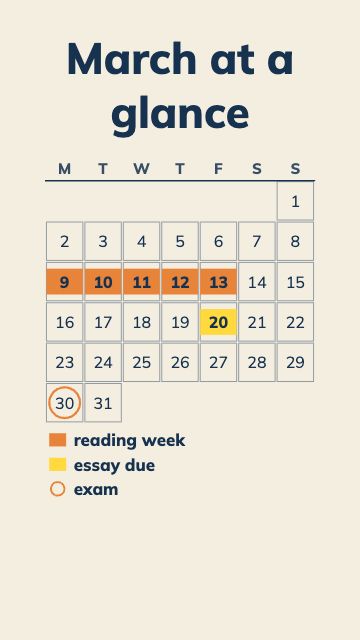 March at a
glance
M T W T F S S
1
2 3 4 5 6 7 8
9 10 11 12 13 14 15
16 17 18 19 20 21 22
23 24 25 26 27 28 29
30 31
reading week
essay due
exam